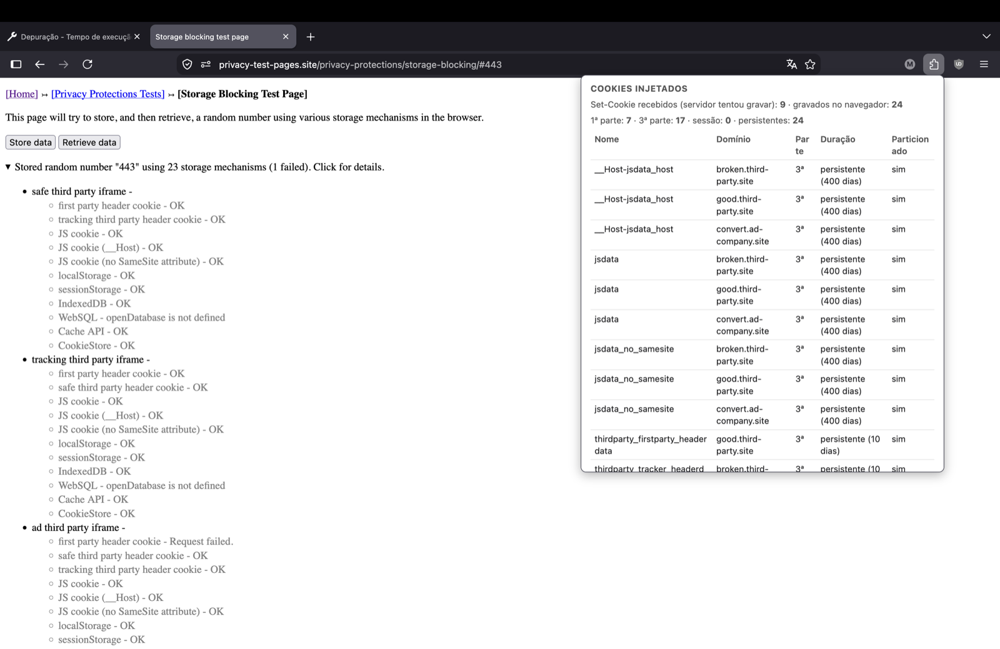 Depuração - Tempo de execuçã
Storage blocking test page
privacy-test-pages.site/privacy-protections/storage-blocking/#443
M
[Home] ↣ [Privacy Protections Tests] ↣ [Storage Blocking Test Page]
This page will try to store, and then retrieve, a random number using various storage mechanisms in the browser.
Store data
Retrieve data
▼ Stored random number "443" using 23 storage mechanisms (1 failed). Click for details.
• safe third party iframe -
◦ first party header cookie - OK
◦ tracking third party header cookie - OK
◦ JS cookie - OK
◦ JS cookie (__Host) - OK
◦ JS cookie (no SameSite attribute) - OK
◦ localStorage - OK
◦ sessionStorage - OK
◦ IndexedDB - OK
◦ WebSQL - openDatabase is not defined
◦ Cache API - OK
◦ CookieStore - OK
• tracking third party iframe -
◦ first party header cookie - OK
◦ safe third party header cookie - OK
◦ JS cookie - OK
◦ JS cookie (__Host) - OK
◦ JS cookie (no SameSite attribute) - OK
◦ localStorage - OK
◦ sessionStorage - OK
◦ IndexedDB - OK
◦ WebSQL - openDatabase is not defined
◦ Cache API - OK
◦ CookieStore - OK
• ad third party iframe -
◦ first party header cookie - Request failed.
◦ safe third party header cookie - OK
◦ tracking third party header cookie - OK
◦ JS cookie - OK
◦ JS cookie (__Host) - OK
◦ JS cookie (no SameSite attribute) - OK
◦ localStorage - OK
◦ sessionStorage - OK
COOKIES INJETADOS
Set-Cookie recebidos (servidor tentou gravar): 9 · gravados no navegador: 24
1ª parte: 7 · 3ª parte: 17 · sessão: 0 · persistentes: 24
Nome Domínio Par Duração Particion
te ado
__Host-jsdata_host broken.third- 3ª persistente sim
party.site (400 dias)
__Host-jsdata_host good.third- 3ª persistente sim
party.site (400 dias)
__Host-jsdata_host convert.ad- 3ª persistente sim
company.site (400 dias)
jsdata broken.third- 3ª persistente sim
party.site (400 dias)
jsdata good.third- 3ª persistente sim
party.site (400 dias)
jsdata convert.ad- 3ª persistente sim
company.site (400 dias)
jsdata_no_samesite broken.third- 3ª persistente sim
party.site (400 dias)
jsdata_no_samesite good.third- 3ª persistente sim
party.site (400 dias)
jsdata_no_samesite convert.ad- 3ª persistente sim
company.site (400 dias)
thirdparty_firstparty_header good.third- 3ª persistente (10 sim
data party.site dias)
thirdparty_tracker_headerd broken.third- 3ª persistente (10 sim